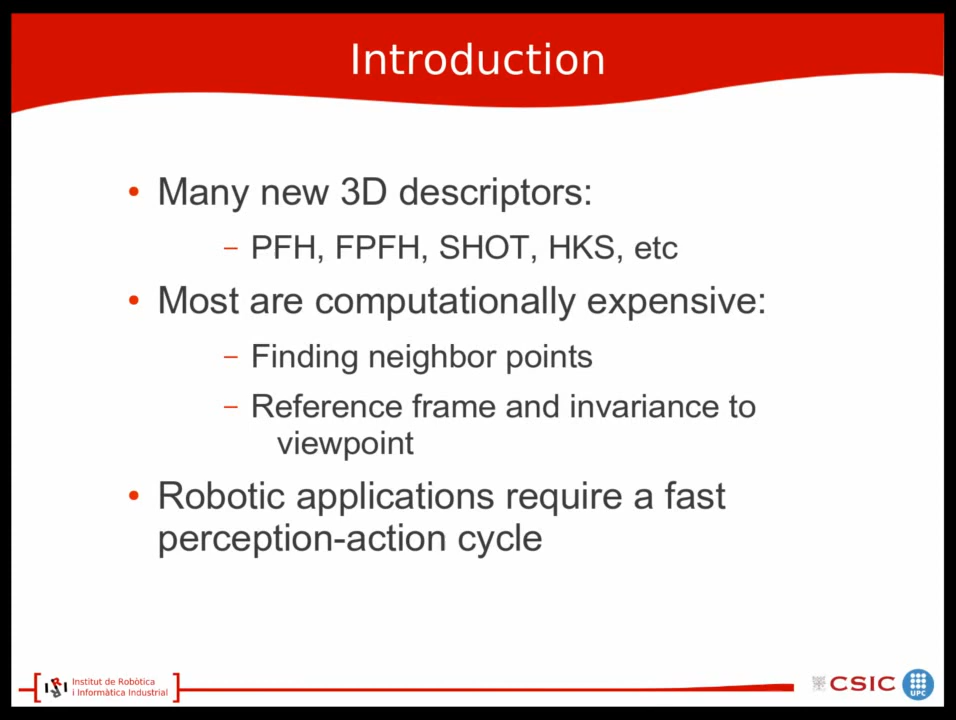 Introduction
• Many new 3D descriptors:
– PFH, FPFH, SHOT, HKS, etc
• Most are computationally expensive:
– Finding neighbor points
– Reference frame and invariance to
viewpoint
• Robotic applications require a fast
perception-action cycle
IRI Institut de Robòtica
i Informàtica Industrial
CSIC
UPC